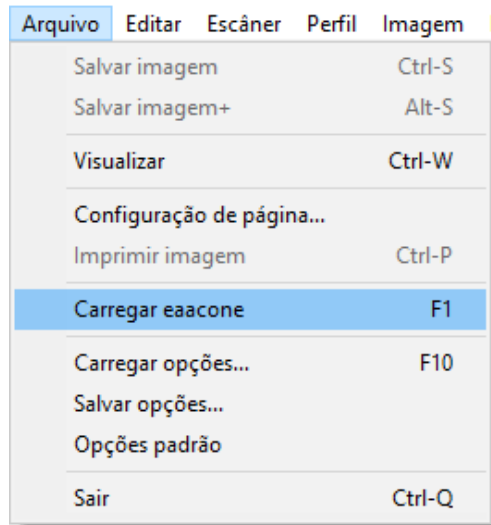 Arquivo Editar Escâner Perfil Imagem
Salvar imagem Ctrl-S
Salvar imagem+ Alt-S
Visualizar Ctrl-W
Configuração de página...
Imprimir imagem Ctrl-P
Carregar eaacone F1
Carregar opções... F10
Salvar opções...
Opções padrão
Sair Ctrl-Q